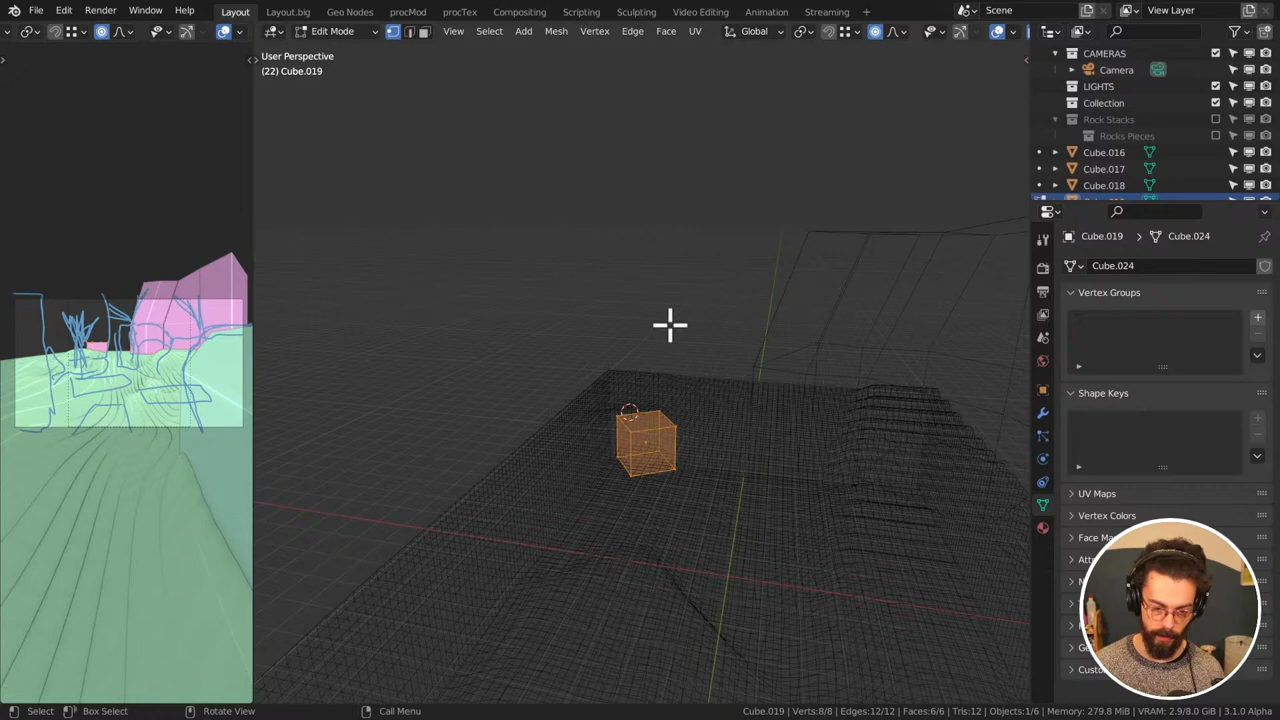 File Edit Render Window Help Layout Layout.big Geo Nodes procMod procTex Compositing Scripting Sculpting Video Editing Animation Streaming + Scene View Layer
Edit Mode View Select Add Mesh Vertex Edge Face UV Global
User Perspective
(22) Cube.019
CAMERAS
Camera
LIGHTS
Collection
Rock Stacks
Rocks Pieces
Cube.016
Cube.017
Cube.018
Cube.019 Cube.024
Cube.024
Vertex Groups
Shape Keys
UV Maps
Vertex Colors
Face Ma
Select Box Select Rotate View Call Menu Cube.019 | Verts:8/8 | Edges:12/12 | Faces:6/6 | Tris:12 | Objects:1/6 | Memory: 279.8 MiB | VRAM: 2.9/8.0 GiB | 3.1.0 Alpha